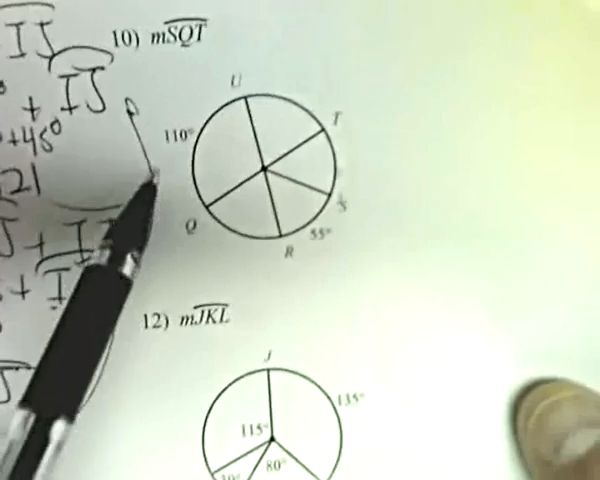 IJ
10) mSQT
+ IJ
U
T
+45°
110°
21
S
Q
55°
J + I
R
+ I
12) mJKL
J
135°
115°
80°